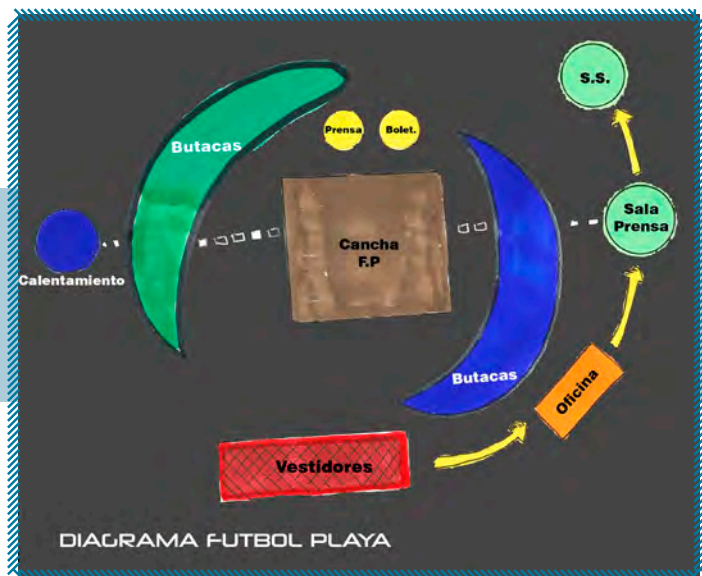 S.S.
Prensa
Bolet.
Butacas
Sala
Prensa
Cancha
F.P
Calentamiento
Butacas
Oficina
Vestidores
DIAGRAMA FUTBOL PLAYA